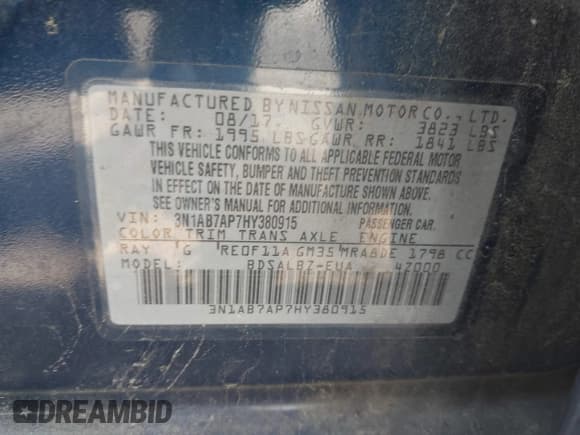 MANUFACTURED BY NISSAN MOTOR CO., LTD.
DATE: 08/17 GVWR: 3823 LBS
GAWR FR: 1995 LBS GAWR RR: 1841 LBS
THIS VEHICLE CONFORMS TO ALL APPLICABLE FEDERAL MOTOR
VEHICLE SAFETY, BUMPER AND THEFT PREVENTION STANDARDS
IN EFFECT ON THE DATE OF MANUFACTURE SHOWN ABOVE.
SEE OWNER'S MANUAL FOR MORE INFORMATION
VIN: 3N1AB7AP7HY380915 PASSENGER CAR.
COLOR TRIM TRANS AXLE ENGINE
RAY G RE0F11A GM35 MRA8DE 1798 CC
MODEL: BDSALBZ-EUA 42000
3N1AB7AP7HY380915
DREAMBID